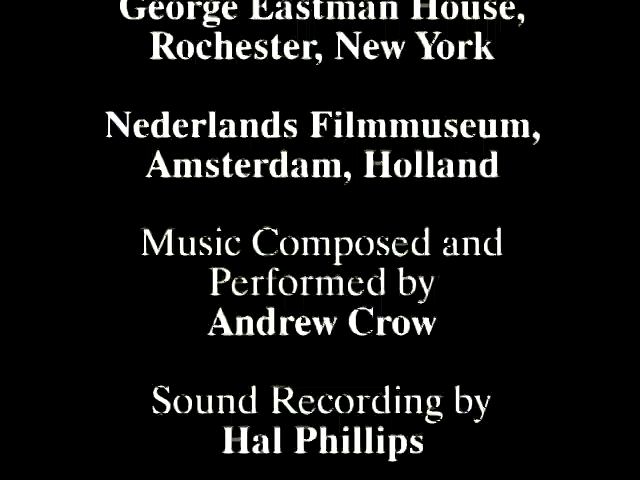 George Eastman House,
Rochester, New York
Nederlands Filmmuseum,
Amsterdam, Holland
Music Composed and
Performed by
Andrew Crow
Sound Recording by
Hal Phillips